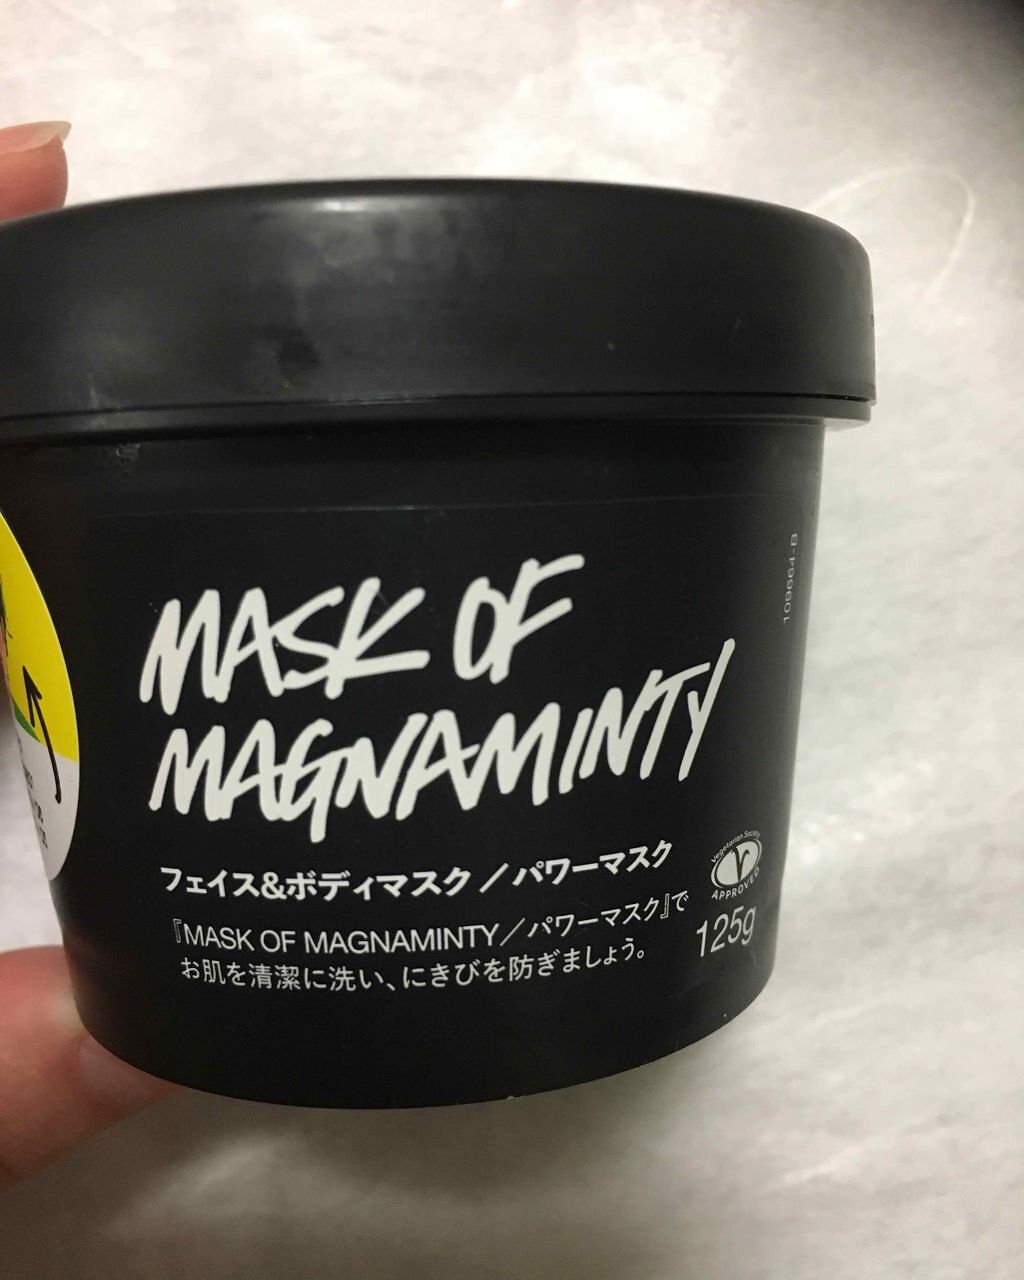 MASK OF
MAGNAMINTY
フェイス&ボディマスク／パワーマスク
『MASK OF MAGNAMINTY／パワーマスク』で
お肌を清潔に洗い、にきびを防ぎましょう。
Vegetarian Society
APPROVED
125g
109664-B